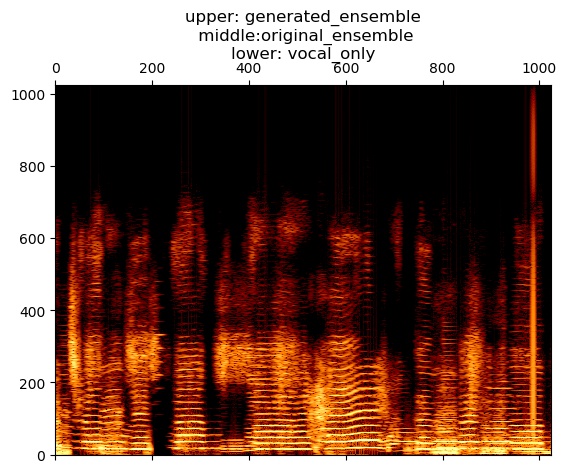 upper: generated_ensemble
middle:original_ensemble
lower: vocal_only
0 200 400 600 800 1000
1000
800
600
400
200
0